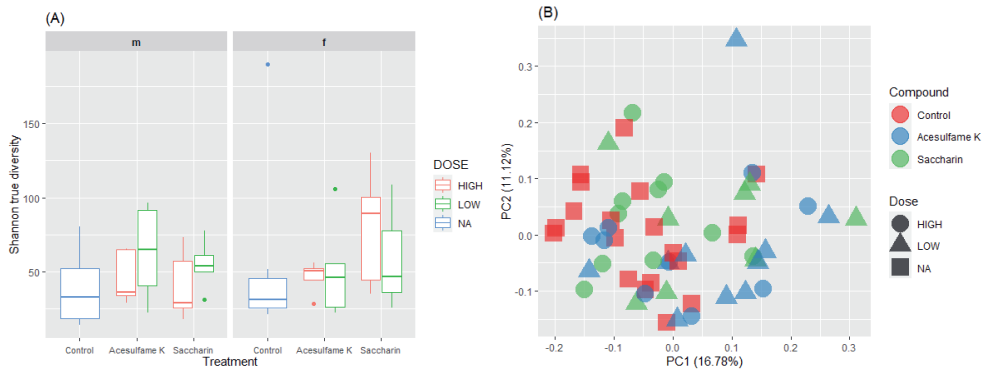 (A)
m
f
Shannon true diversity
150
100
50
Control
Acesulfame K
Saccharin
Control
Acesulfame K
Saccharin
Treatment
DOSE
HIGH
LOW
NA
(B)
PC2 (11.12%)
0.3
0.2
0.1
0.0
-0.1
-0.2
-0.1
0.0
0.1
0.2
0.3
PC1 (16.78%)
Compound
Control
Acesulfame K
Saccharin
Dose
HIGH
LOW
NA